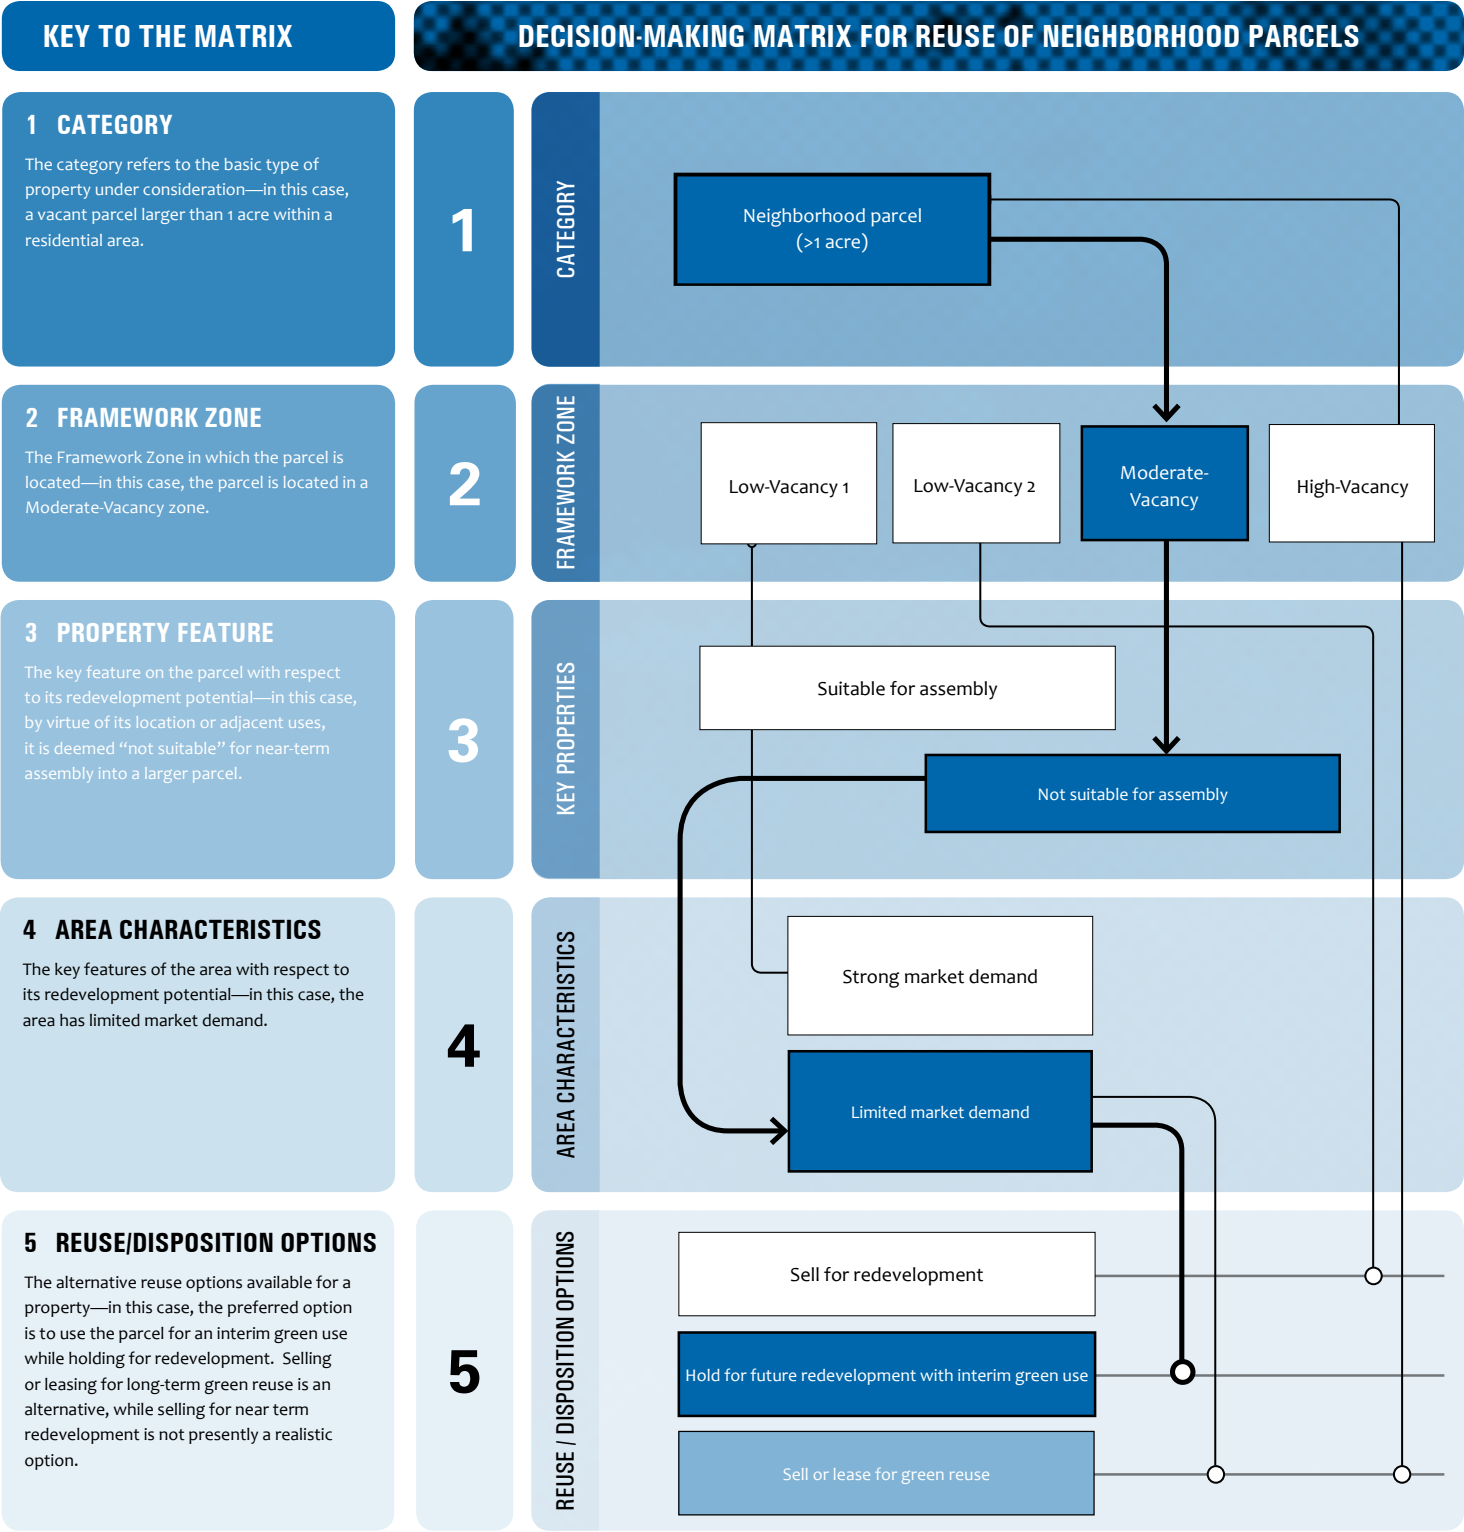 KEY TO THE MATRIX
DECISION-MAKING MATRIX FOR REUSE OF NEIGHBORHOOD PARCELS
1 CATEGORY
The category refers to the basic type of
property under consideration—in this case,
a vacant parcel larger than 1 acre within a
residential area.
1
CATEGORY
Neighborhood parcel
(>1 acre)
2 FRAMEWORK ZONE
The Framework Zone in which the parcel is
located—in this case, the parcel is located in a
Moderate-Vacancy zone.
2
FRAMEWORK ZONE
Low-Vacancy 1
Low-Vacancy 2
Moderate-
Vacancy
High-Vacancy
3 PROPERTY FEATURE
The key feature on the parcel with respect
to its redevelopment potential—in this case,
by virtue of its location or adjacent uses,
it is deemed “not suitable” for near-term
assembly into a larger parcel.
3
KEY PROPERTIES
Suitable for assembly
Not suitable for assembly
4 AREA CHARACTERISTICS
The key features of the area with respect to
its redevelopment potential—in this case, the
area has limited market demand.
4
AREA CHARACTERISTICS
Strong market demand
Limited market demand
5 REUSE/DISPOSITION OPTIONS
The alternative reuse options available for a
property—in this case, the preferred option
is to use the parcel for an interim green use
while holding for redevelopment. Selling
or leasing for long-term green reuse is an
alternative, while selling for near term
redevelopment is not presently a realistic
option.
5
REUSE / DISPOSITION OPTIONS
Sell for redevelopment
Hold for future redevelopment with interim green use
Sell or lease for green reuse